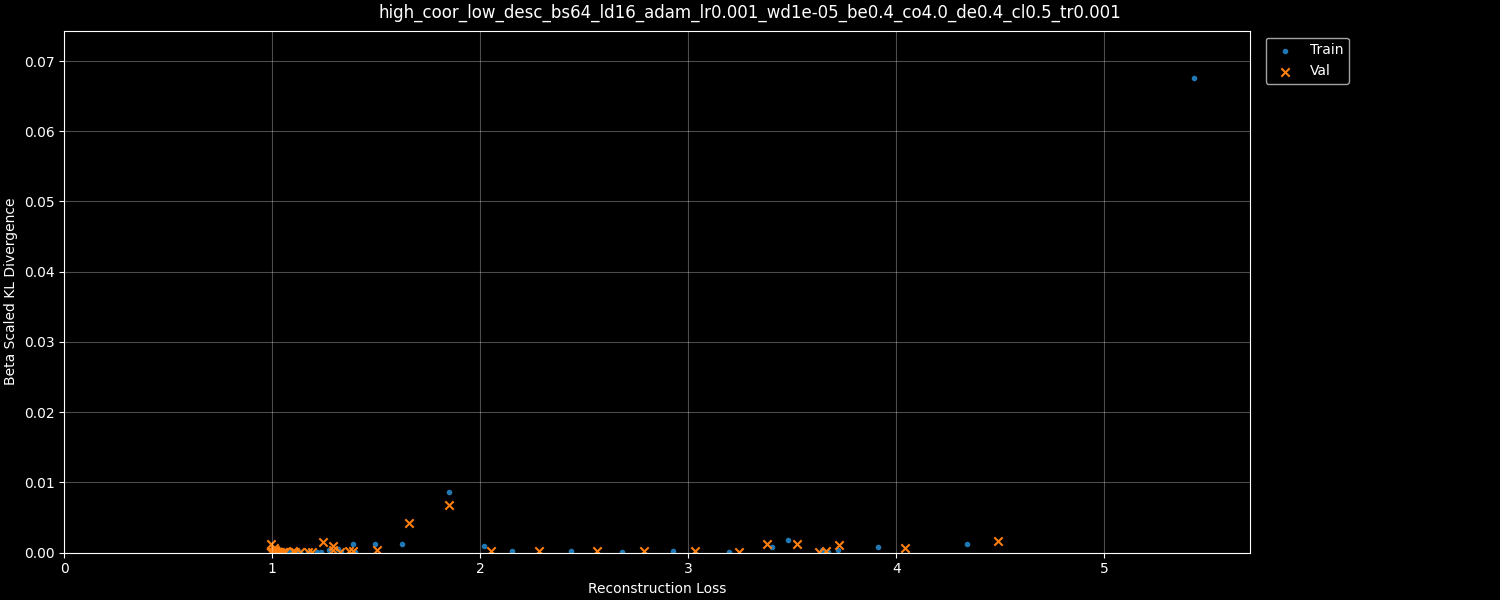 high_coor_low_desc_bs64_ld16_adam_lr0.001_wd1e-05_be0.4_co4.0_de0.4_cl0.5_tr0.001
Train
Val
Beta Scaled KL Divergence
0.07
0.06
0.05
0.04
0.03
0.02
0.01
0.00
0
1
2
3
4
5
Reconstruction Loss